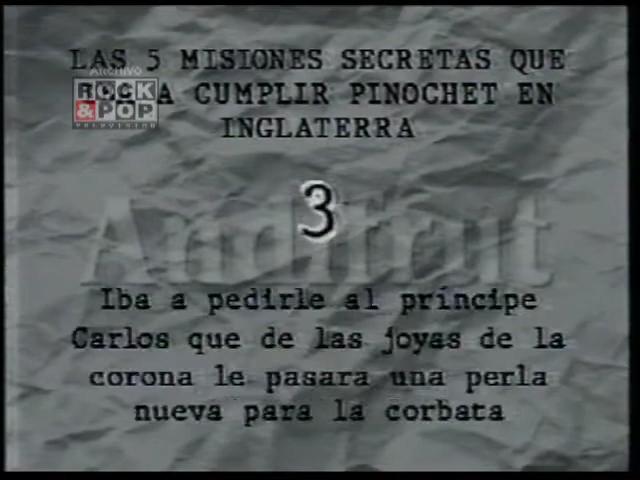 LAS 5 MISIONES SECRETAS QUE
A CUMPLIR PINOCHET EN
INGLATERRA
Archivo
ROCK
&POP
TELEVISIÓN
3
Iba a pedirle al príncipe
Carlos que de las joyas de la
corona le pasara una perla
nueva para la corbata